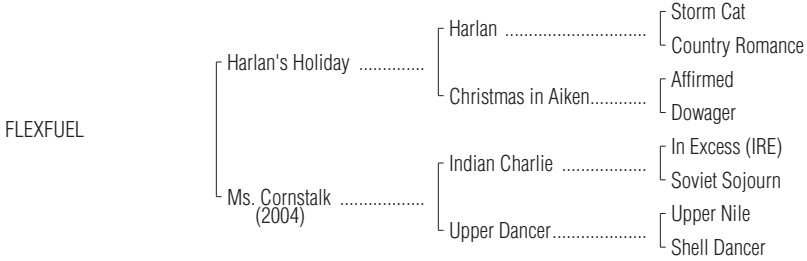 Storm Cat
Harlan ..............................
Country Romance
Harlan's Holiday ..............
Affirmed
Christmas in Aiken............
Dowager
FLEXFUEL
In Excess (IRE)
Indian Charlie ..................
Soviet Sojourn
Ms. Cornstalk ..................
(2004)
Upper Nile
Upper Dancer....................
Shell Dancer